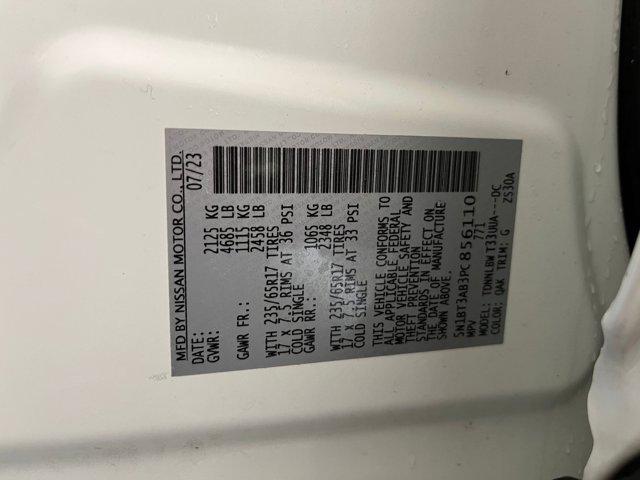 MFD BY NISSAN MOTOR CO., LTD.
DATE: 07/23
GVWR: 2125 KG
4685 LB
GAWR FR.: 1115 KG
2458 LB
WITH 235/65R17 TIRES
17 X 7.5 RIMS AT 36 PSI
COLD SINGLE
GAWR RR.: 1065 KG
2348 LB
WITH 235/65R17 TIRES
17 X 7.5 RIMS AT 33 PSI
COLD SINGLE
THIS VEHICLE CONFORMS TO
ALL APPLICABLE FEDERAL
MOTOR VEHICLE SAFETY AND
THEFT PREVENTION
STANDARDS IN EFFECT ON
THE DATE OF MANUFACTURE
SHOWN ABOVE.
5N1BT3AB3PC856110
MPV 771
MODEL: TDNNLBW T34UUA---DC
COLOR: QAK TRIM: G ZS30A